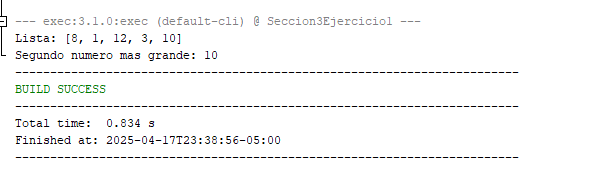 --- exec:3.1.0:exec (default-cli) @ Seccion3Ejercicio1 ---
Lista: [8, 1, 12, 3, 10]
Segundo numero mas grande: 10
------------------------------------------------------------------------
BUILD SUCCESS
------------------------------------------------------------------------
Total time:  0.834 s
Finished at: 2025-04-17T23:38:56-05:00
------------------------------------------------------------------------